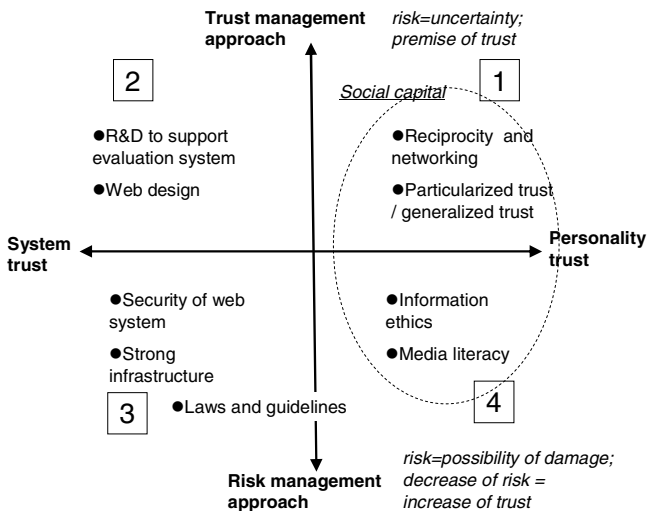 Trust management
approach
risk=uncertainty;
premise of trust
2
1
Social capital
●R&D to support
evaluation system
●Web design
●Reciprocity and
networking
●Particularized trust
/ generalized trust
System
trust
Personality
trust
●Security of web
system
●Strong
infrastructure
●Information
ethics
●Media literacy
3
●Laws and guidelines
4
Risk management
approach
risk=possibility of damage;
decrease of risk =
increase of trust